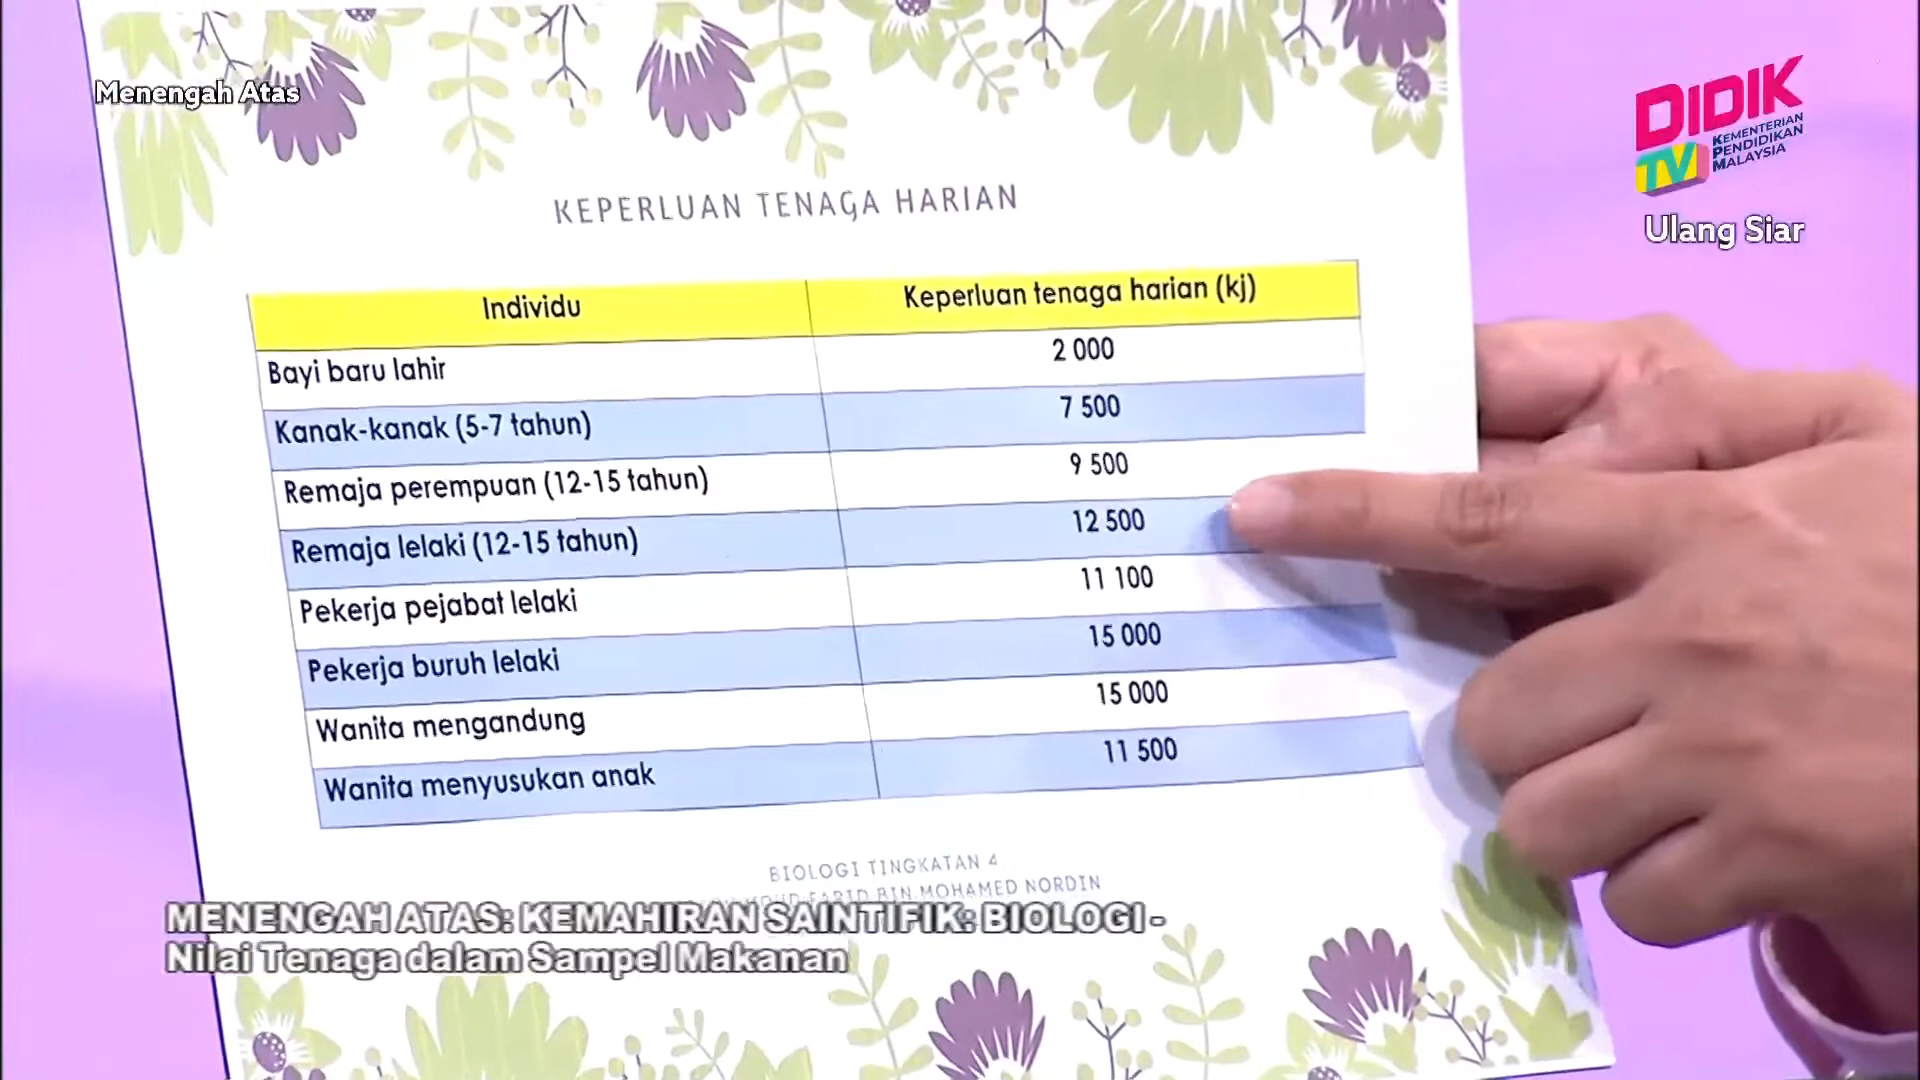 Menengah Atas
DIDIK
TV
KEMENTERIAN
PENDIDIKAN
MALAYSIA
Ulang Siar
KEPERLUAN TENAGA HARIAN
Individu Keperluan tenaga harian (kj)
Bayi baru lahir 2 000
Kanak-kanak (5-7 tahun) 7 500
Remaja perempuan (12-15 tahun) 9 500
Remaja lelaki (12-15 tahun) 12 500
Pekerja pejabat lelaki 11 100
Pekerja buruh lelaki 15 000
Wanita mengandung 15 000
Wanita menyusukan anak 11 500
BIOLOGI TINGKATAN 4
FARID BIN MOHAMED NORDIN
MENENGAH ATAS: KEMAHIRAN SAINTIFIK: BIOLOGI -
Nilai Tenaga dalam Sampel Makanan